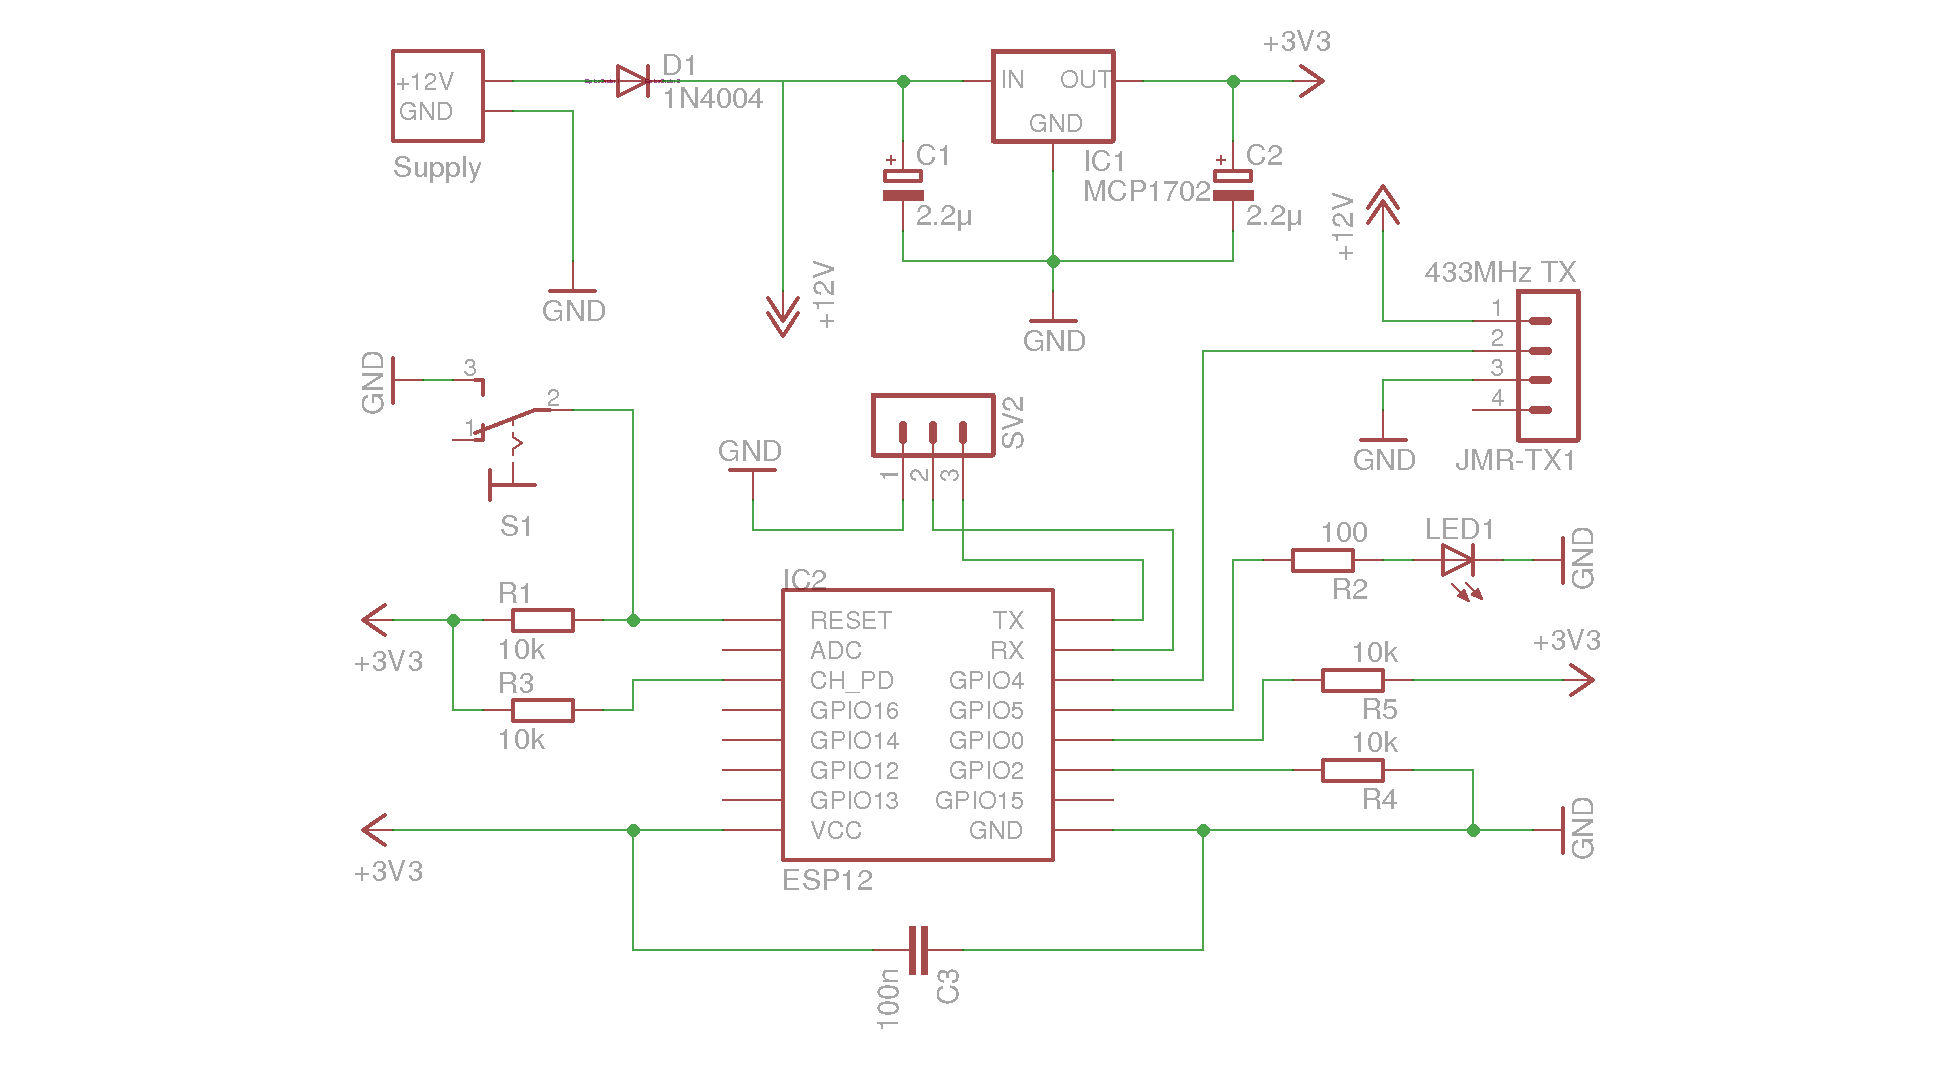 +12V
GND
Supply
D1
1N4004
IN
OUT
GND
IC1
MCP1702
+3V3
+
C1
2.2µ
+
C2
2.2µ
GND
+12V
GND
+12V
433MHz TX
1
2
3
4
JMR-TX1
GND
GND
3
2
1
S1
GND
SV2
1
2
3
100
R2
LED1
GND
R1
10k
+3V3
R3
10k
IC2
RESET
ADC
CH_PD
GPIO16
GPIO14
GPIO12
GPIO13
VCC
TX
RX
GPIO4
GPIO5
GPIO0
GPIO2
GPIO15
GND
ESP12
10k
R5
+3V3
10k
R4
GND
+3V3
100n
C3